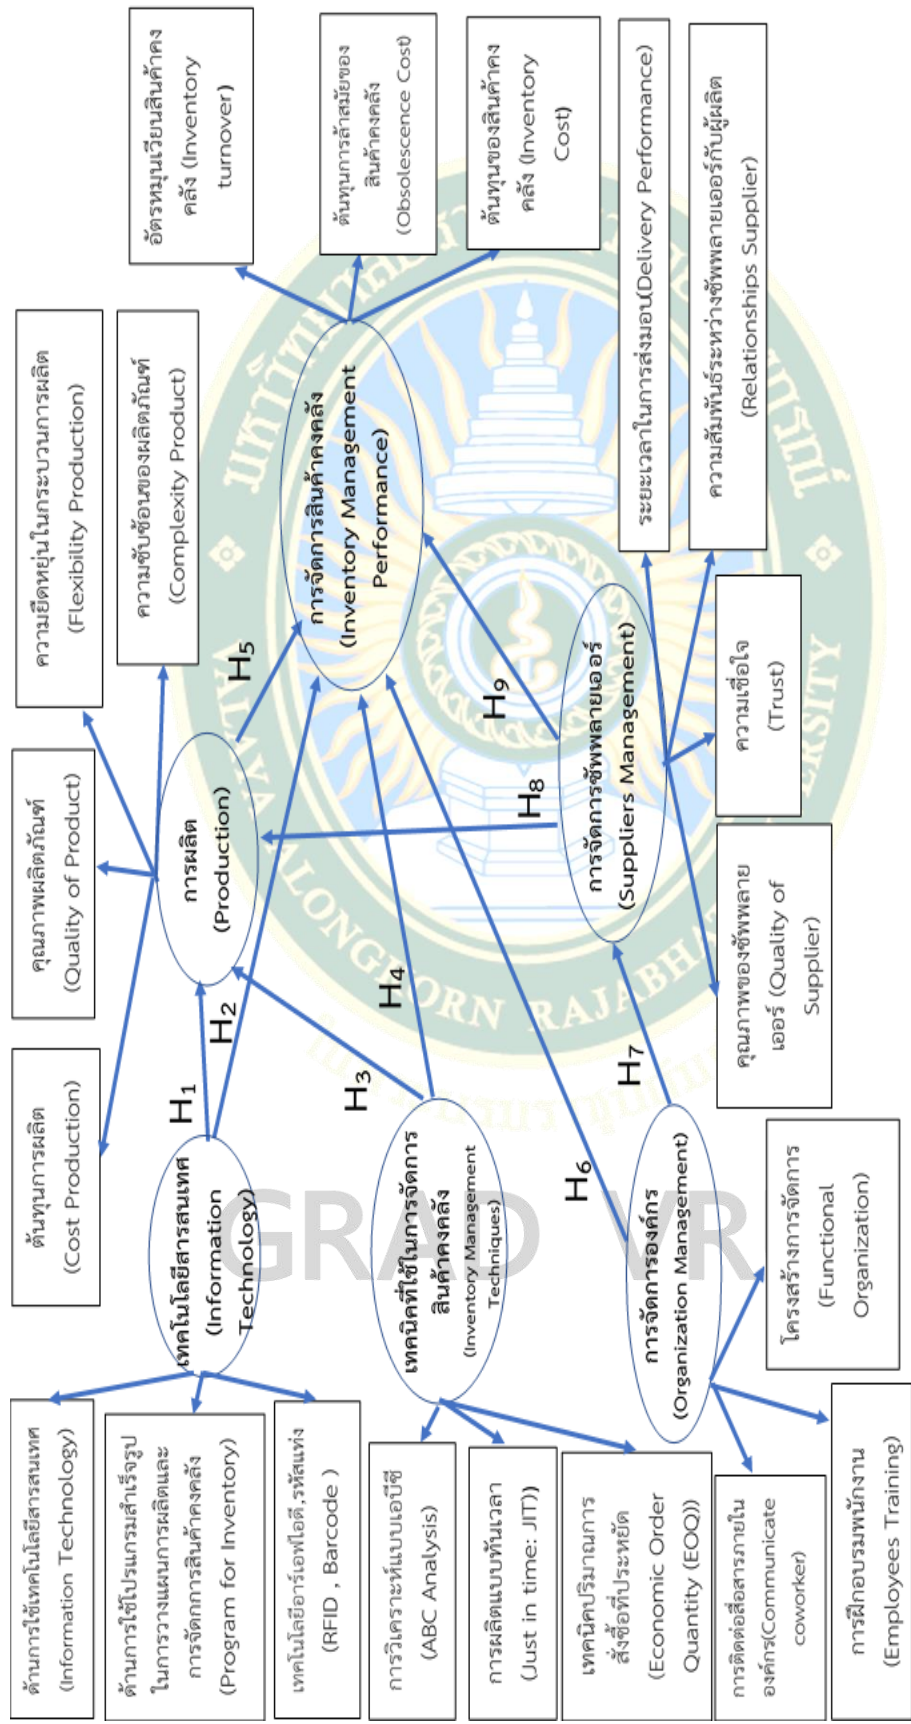 ด้านการใช้เทคโนโลยีสารสนเทศ
(Information Technology)
ด้านการใช้โปรแกรมสำเร็จรูป
ในการวางแผนการผลิตและ
การจัดการสินค้าคงคลัง
(Program for Inventory)
เทคโนโลยีอาร์เอฟไอดี,รหัสแท่ง
(RFID , Barcode )
การวิเคราะห์แบบเอบีซี
(ABC Analysis)
การผลิตแบบทันเวลา
(Just in time: JIT))
เทคนิคปริมาณการ
สั่งซื้อที่ประหยัด
(Economic Order
Quantity (EOQ))
การติดต่อสื่อสารภายใน
องค์กร(Communicate
coworker)
การฝึกอบรมพนักงาน
(Employees Training)
โครงสร้างการจัดการ
(Functional
Organization)
เทคโนโลยีสารสนเทศ
(Information
Technology)
เทคนิคที่ใช้ในการจัดการ
สินค้าคงคลัง
(Inventory Management
Techniques)
การจัดการองค์กร
(Organization Management)
H1
H2
H3
H4
H5
H6
H7
H8
H9
ต้นทุนการผลิต
(Cost Production)
คุณภาพผลิตภัณฑ์
(Quality of Product)
ความยืดหยุ่นในกระบวนการผลิต
(Flexibility Production)
ความซับซ้อนของผลิตภัณฑ์
(Complexity Product)
การผลิต
(Production)
การจัดการซัพพลายเออร์
(Suppliers Management)
คุณภาพของซัพพลาย
เออร์ (Quality of
Supplier)
ความเชื่อใจ
(Trust)
ระยะเวลาในการส่งมอบ(Delivery Performance)
ความสัมพันธ์ระหว่างซัพพลายเออร์กับผู้ผลิต
(Relationships Supplier)
การจัดการสินค้าคงคลัง
(Inventory Management
Performance)
อัตรหมุนเวียนสินค้าคง
คลัง (Inventory
turnover)
ต้นทุนการล้าสมัยของ
สินค้าคงคลัง
(Obsolescence Cost)
ต้นทุนของสินค้าคง
คลัง (Inventory
Cost)
GRAD VR